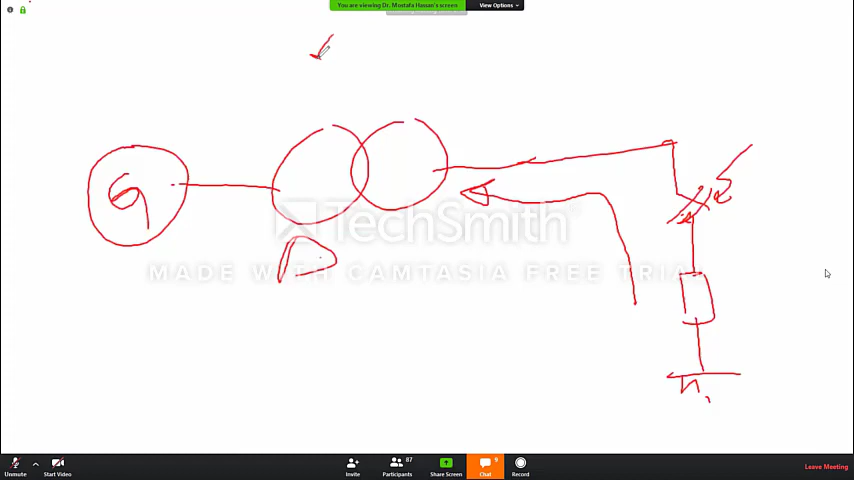 You are viewing Dr. Mostafa Hassan's screen
View Options
G
TechSmith
MADE WITH CAMTASIA FREE TRIAL
Unmute
Start Video
Invite
87
Participants
Share Screen
9
Chat
Record
Leave Meeting